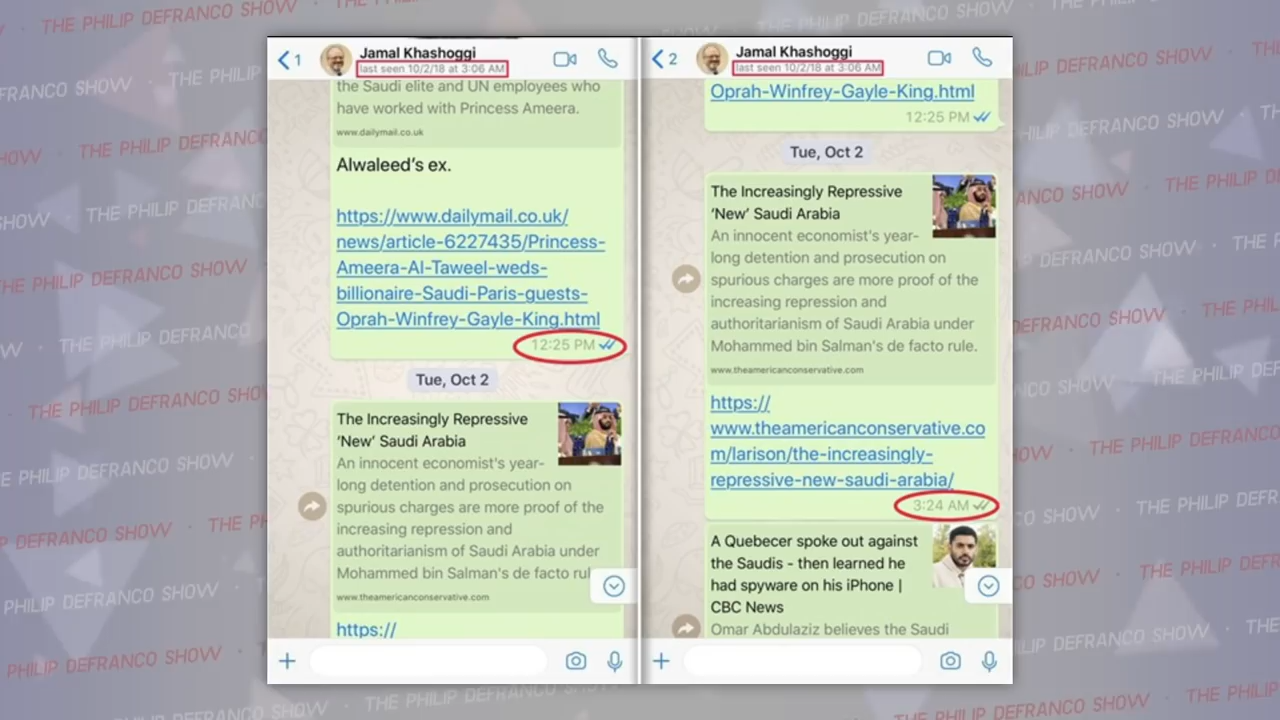 THE PHILIP DEFRANCO SHOW
1
Jamal Khashoggi
last seen 10/2/18 at 3:06 AM
the Saudi elite and UN employees who
have worked with Princess Ameera.
www.dailymail.co.uk
Alwaleed's ex.
https://www.dailymail.co.uk/
news/article-6227435/Princess-
Ameera-Al-Taweel-weds-
billionaire-Saudi-Paris-guests-
Oprah-Winfrey-Gayle-King.html
12:25 PM
Tue, Oct 2
The Increasingly Repressive
'New' Saudi Arabia
An innocent economist's year-
long detention and prosecution on
spurious charges are more proof of the
increasing repression and
authoritarianism of Saudi Arabia under
Mohammed bin Salman's de facto rul
www.theamericanconservative.com
https://
2
Jamal Khashoggi
last seen 10/2/18 at 3:06 AM
Oprah-Winfrey-Gayle-King.html
12:25 PM
Tue, Oct 2
The Increasingly Repressive
'New' Saudi Arabia
An innocent economist's year-
long detention and prosecution on
spurious charges are more proof of the
increasing repression and
authoritarianism of Saudi Arabia under
Mohammed bin Salman's de facto rule.
www.theamericanconservative.com
https://
www.theamericanconservative.co
m/larison/the-increasingly-
repressive-new-saudi-arabia/
3:24 AM
A Quebecer spoke out against
the Saudis - then learned he
had spyware on his iPhone |
CBC News
Omar Abdulaziz believes the Saudi